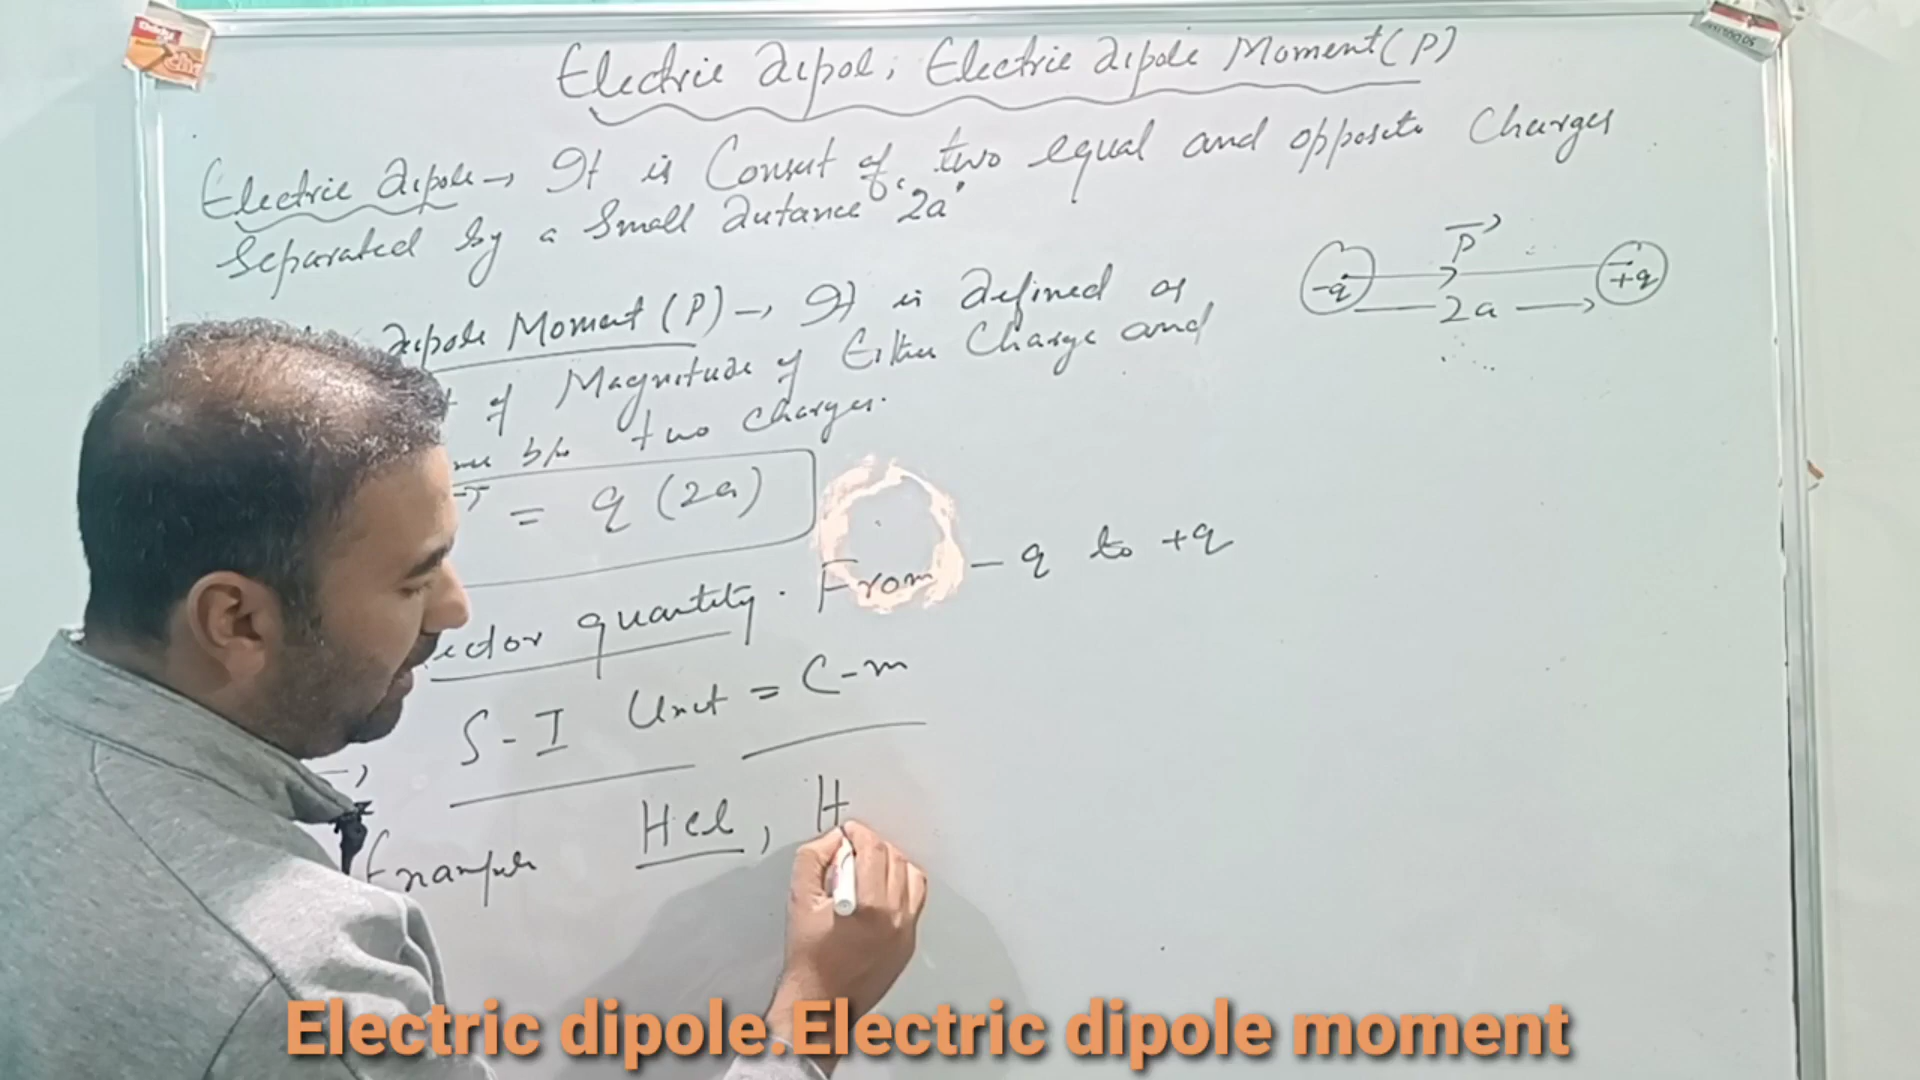 Electric dipol, Electric dipole Moment (P)
Electric dipole → It is Consist of two equal and opposite Charges
Separated by a Small distance '2a'
P
-q +q
2a
dipole Moment (P) → It is defined as
of Magnitude of Either Charge and
b/w two charges.
= q (2a)
quantity. From -q to +q
S-I Unit = C-m
Example HCl, H
Electric dipole.Electric dipole moment